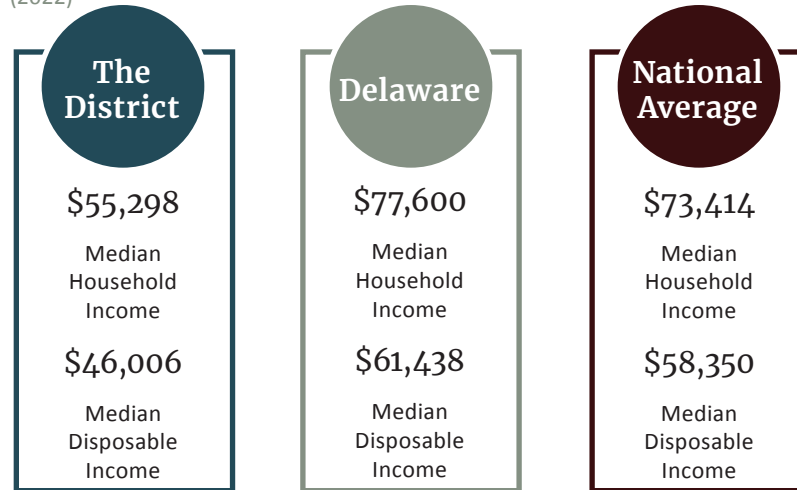 (2022)
The
District
$55,298
Median
Household
Income
$46,006
Median
Disposable
Income
Delaware
$77,600
Median
Household
Income
$61,438
Median
Disposable
Income
National
Average
$73,414
Median
Household
Income
$58,350
Median
Disposable
Income